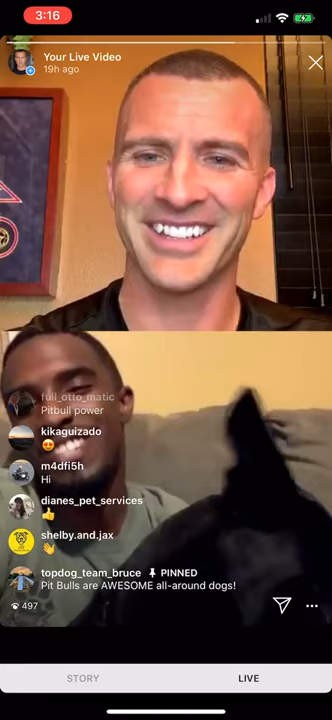 3:16
Your Live Video
19h ago
full_otto_matic
Pitbull power
kikaguizado
😍
m4dfi5h
Hi
dianes_pet_services
👍
shelby.and.jax
👋
topdog_team_bruce PINNED
Pit Bulls are AWESOME all-around dogs!
497
STORY LIVE